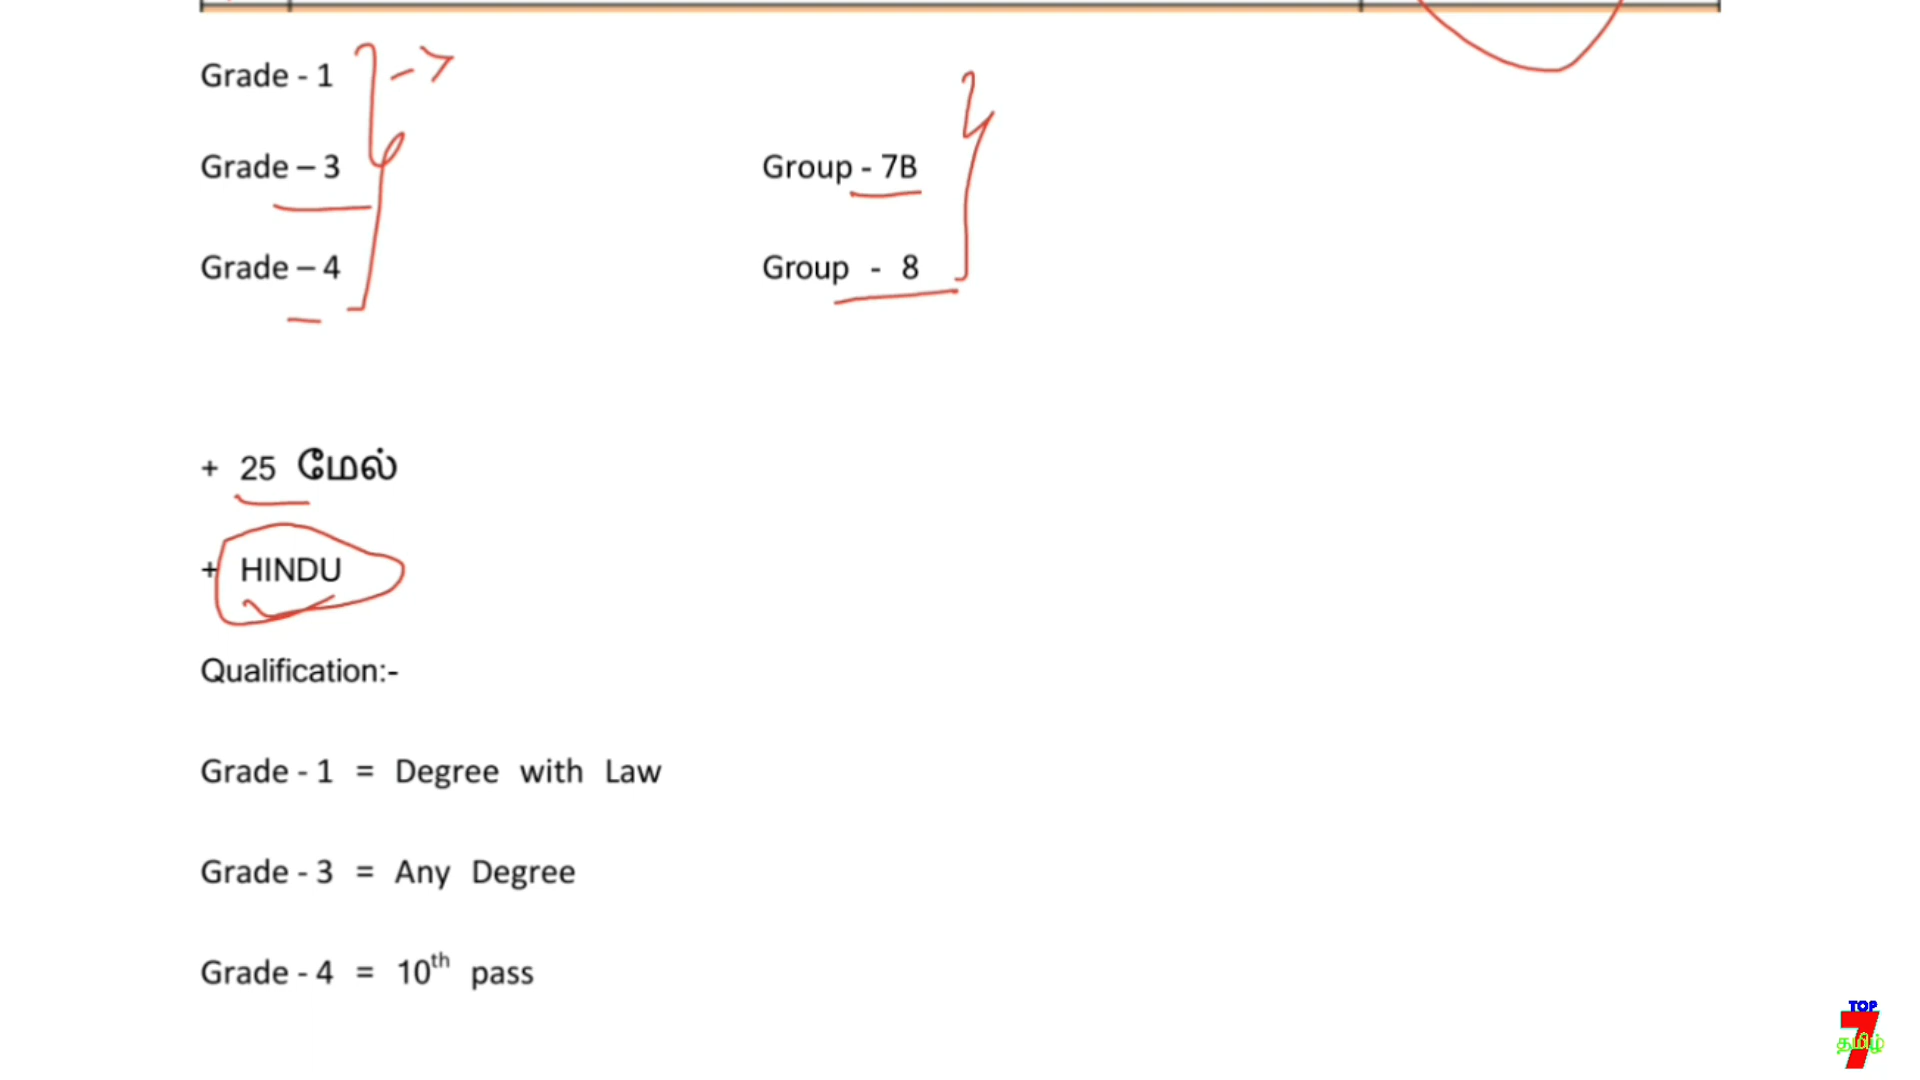 Grade - 1
Grade – 3 Group - 7B
Grade – 4 Group - 8
+ 25 மேல்
+ HINDU
Qualification:-
Grade - 1 = Degree with Law
Grade - 3 = Any Degree
Grade - 4 = 10th pass
TOP
7
தமிழ்